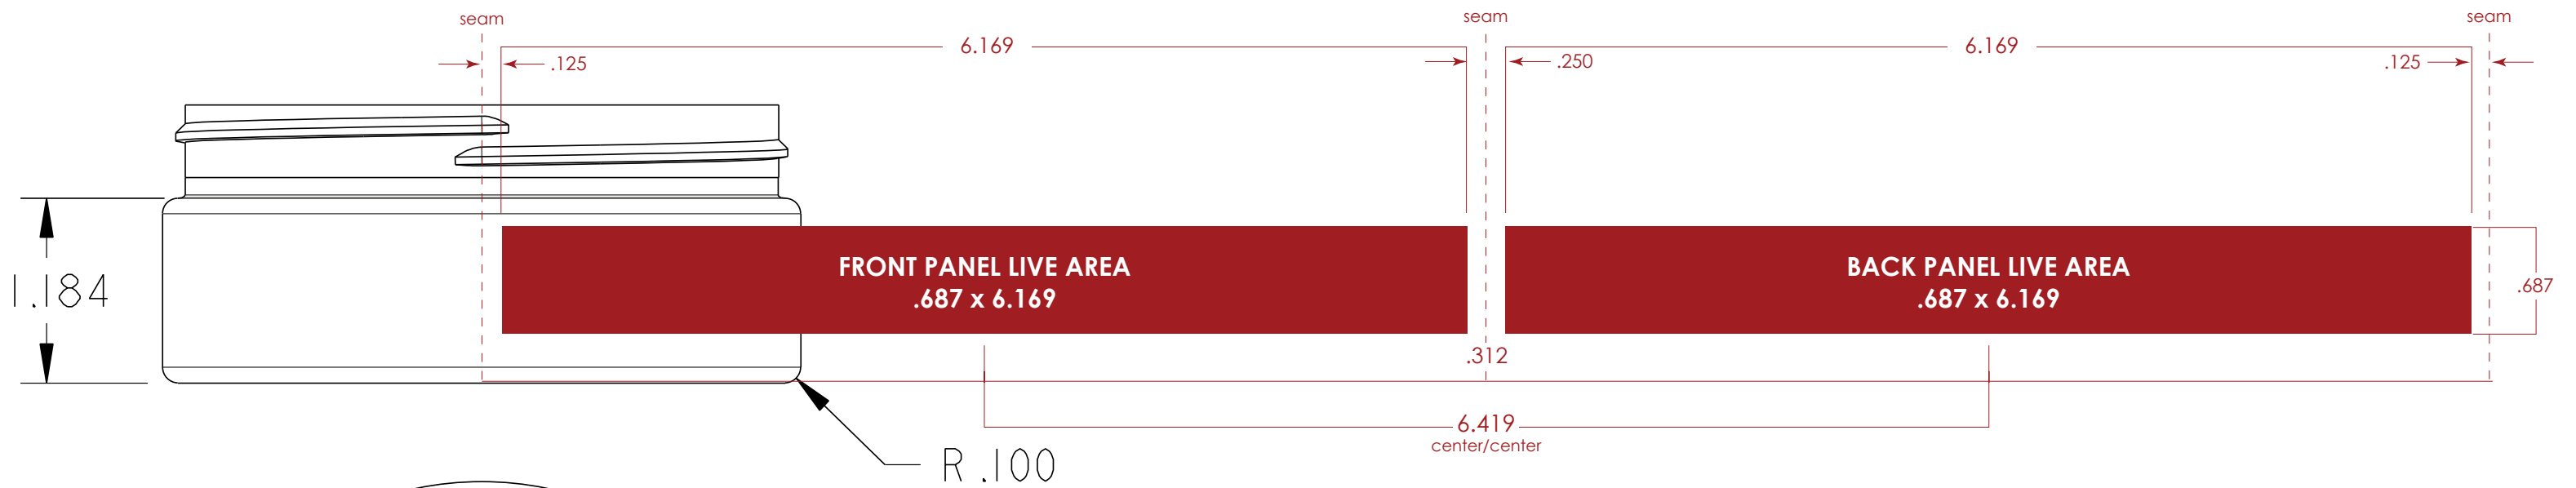 seam
seam
seam
6.169
6.169
.125
.250
.125
FRONT PANEL LIVE AREA
.687 x 6.169
BACK PANEL LIVE AREA
.687 x 6.169
1.184
.687
.312
6.419
center/center
R .100